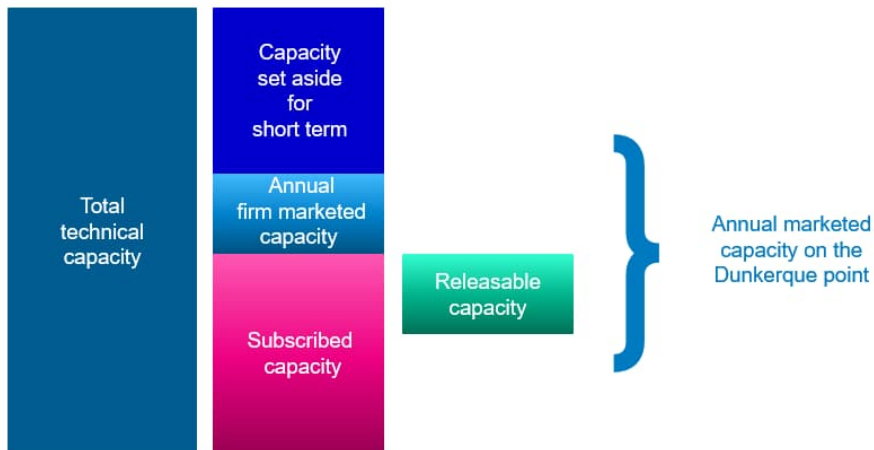 Total
technical
capacity
Capacity
set aside
for
short term
Annual
firm marketed
capacity
Subscribed
capacity
Releasable
capacity
Annual marketed
capacity on the
Dunkerque point